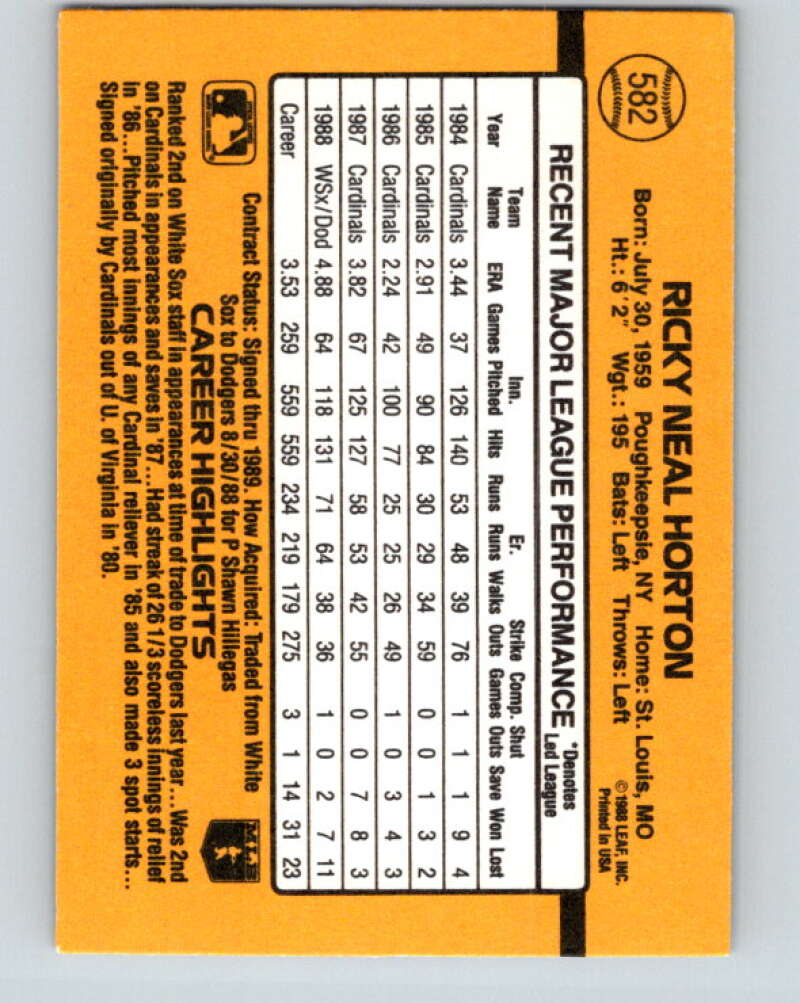 582
RICKY NEAL HORTON
Born: July 30, 1959 Poughkeepsie, NY Home: St. Louis, MO
Ht.: 6'2" Wgt.: 195 Bats: Left Throws: Left
©1988 LEAF, INC.
Printed in USA
RECENT MAJOR LEAGUE PERFORMANCE *Denotes Led League
Year Team Name ERA Games Inn. Pitched Hits Runs Er. Runs Walks Strike Outs Comp. Games Shut Outs Save Won Lost
1984 Cardinals 3.44 37 126 140 53 48 39 76 1 1 1 9 4
1985 Cardinals 2.91 49 90 84 30 29 34 59 0 0 1 3 2
1986 Cardinals 2.24 42 100 77 25 25 26 49 1 0 3 4 3
1987 Cardinals 3.82 67 125 127 58 53 42 55 0 0 7 8 3
1988 WSx/Dod 4.88 64 118 131 71 64 38 36 1 0 2 7 11
Career 3.53 259 559 559 234 219 179 275 3 1 14 31 23
Contract Status: Signed thru 1989. How Acquired: Traded from White
Sox to Dodgers 8/30/88 for P Shawn Hillegas
MLB
CAREER HIGHLIGHTS
Ranked 2nd on White Sox staff in appearances at time of trade to Dodgers last year...Was 2nd
on Cardinals in appearances and saves in '87...Had streak of 26 1/3 scoreless innings of relief
in '86...Pitched most innings of any Cardinal reliever in '85 and also made 3 spot starts...
Signed originally by Cardinals out of U. of Virginia in '80.